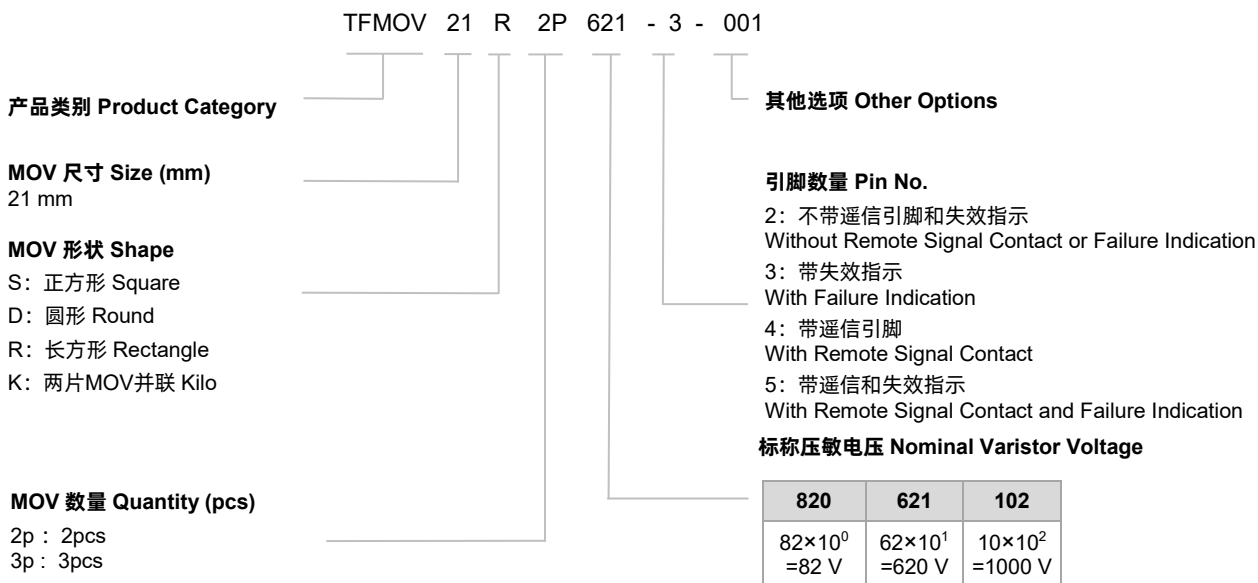 TFMOV 21 R 2P 621 - 3 - 001
产品类别 Product Category
MOV 尺寸 Size (mm)
21 mm
MOV 形状 Shape
S：正方形 Square
D：圆形 Round
R：长方形 Rectangle
K：两片MOV并联 Kilo
MOV 数量 Quantity (pcs)
2p： 2pcs
3p： 3pcs
其他选项 Other Options
引脚数量 Pin No.
2：不带遥信引脚和失效指示
Without Remote Signal Contact or Failure Indication
3：带失效指示
With Failure Indication
4：带遥信引脚
With Remote Signal Contact
5：带遥信和失效指示
With Remote Signal Contact and Failure Indication
标称压敏电压 Nominal Varistor Voltage
820 621 102
82×10⁰ 62×10¹ 10×10²
=82 V =620 V =1000 V